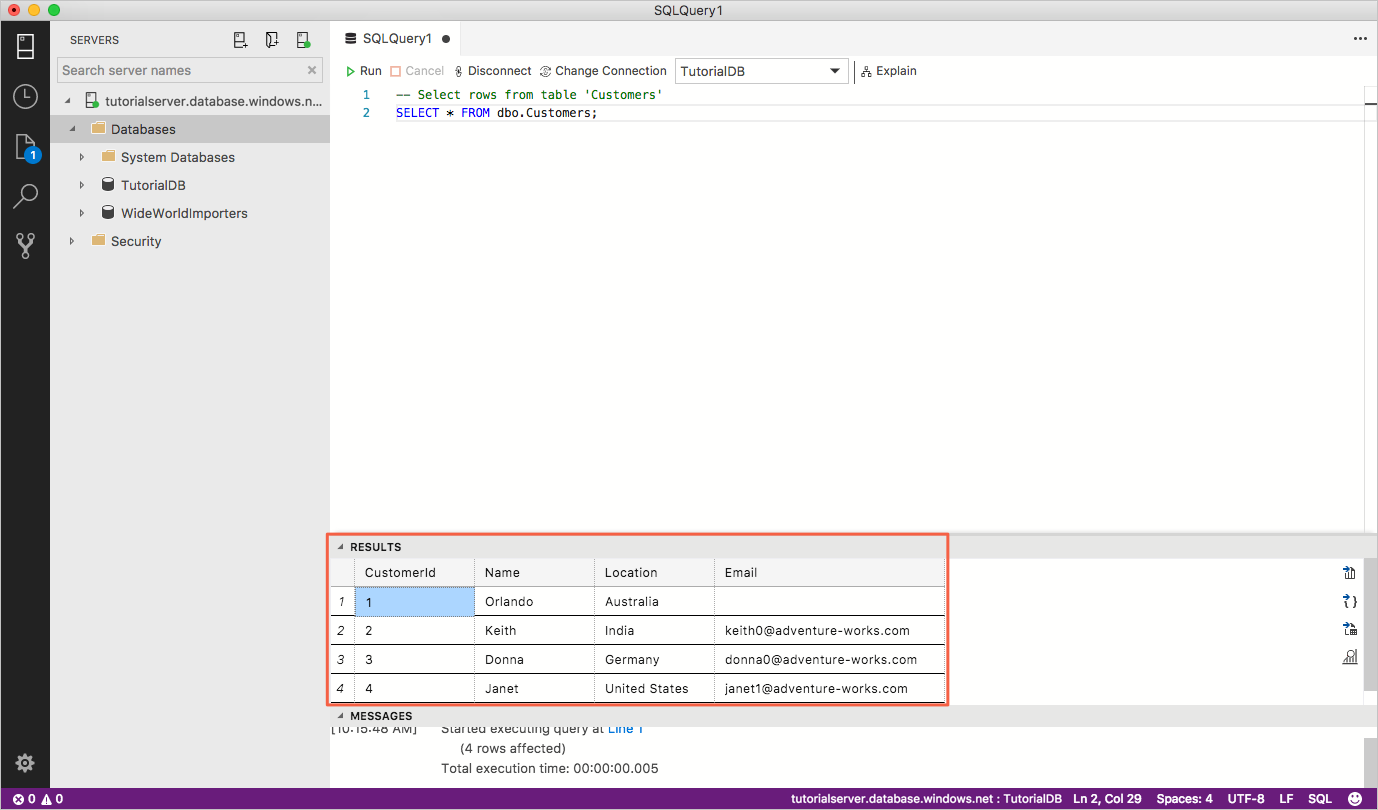 SQLQuery1
SERVERS
Search server names
tutorialserver.database.windows.n...
Databases
System Databases
TutorialDB
WideWorldImporters
Security
1
SQLQuery1
Run Cancel Disconnect Change Connection TutorialDB Explain
1 -- Select rows from table 'Customers'
2 SELECT * FROM dbo.Customers;
RESULTS
CustomerId Name Location Email
1 1 Orlando Australia
2 2 Keith India keith0@adventure-works.com
3 3 Donna Germany donna0@adventure-works.com
4 4 Janet United States janet1@adventure-works.com
MESSAGES
[10:15:48 AM] Started executing query at Line 1
(4 rows affected)
Total execution time: 00:00:00.005
0 0 tutorialserver.database.windows.net : TutorialDB Ln 2, Col 29 Spaces: 4 UTF-8 LF SQL